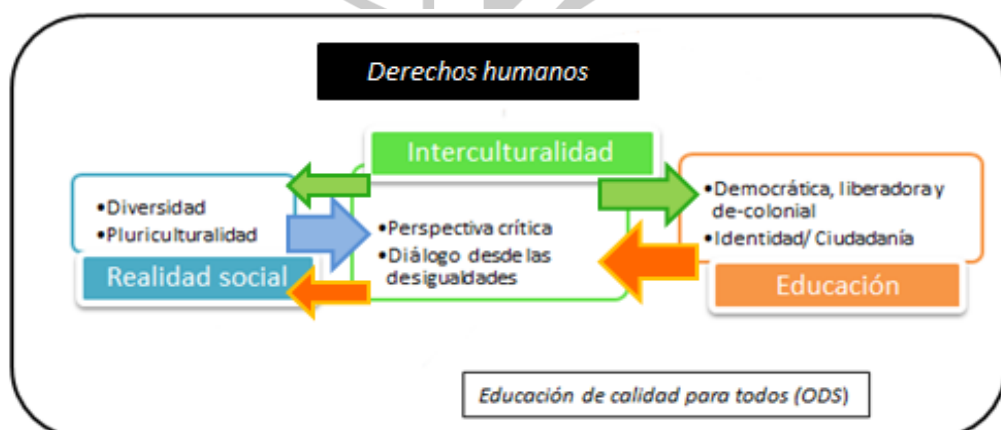 Derechos humanos
Interculturalidad
•Diversidad
•Pluriculturalidad
Realidad social
•Perspectiva crítica
•Diálogo desde las
desigualdades
•Democrática, liberadora y
de-colonial
•Identidad/ Ciudadanía
Educación
Educación de calidad para todos (ODS)